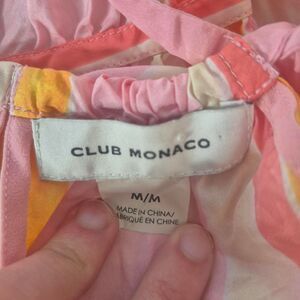 CLUB MONACO
M/M
MADE IN CHINA/
FABRIQUÉ EN CHINE